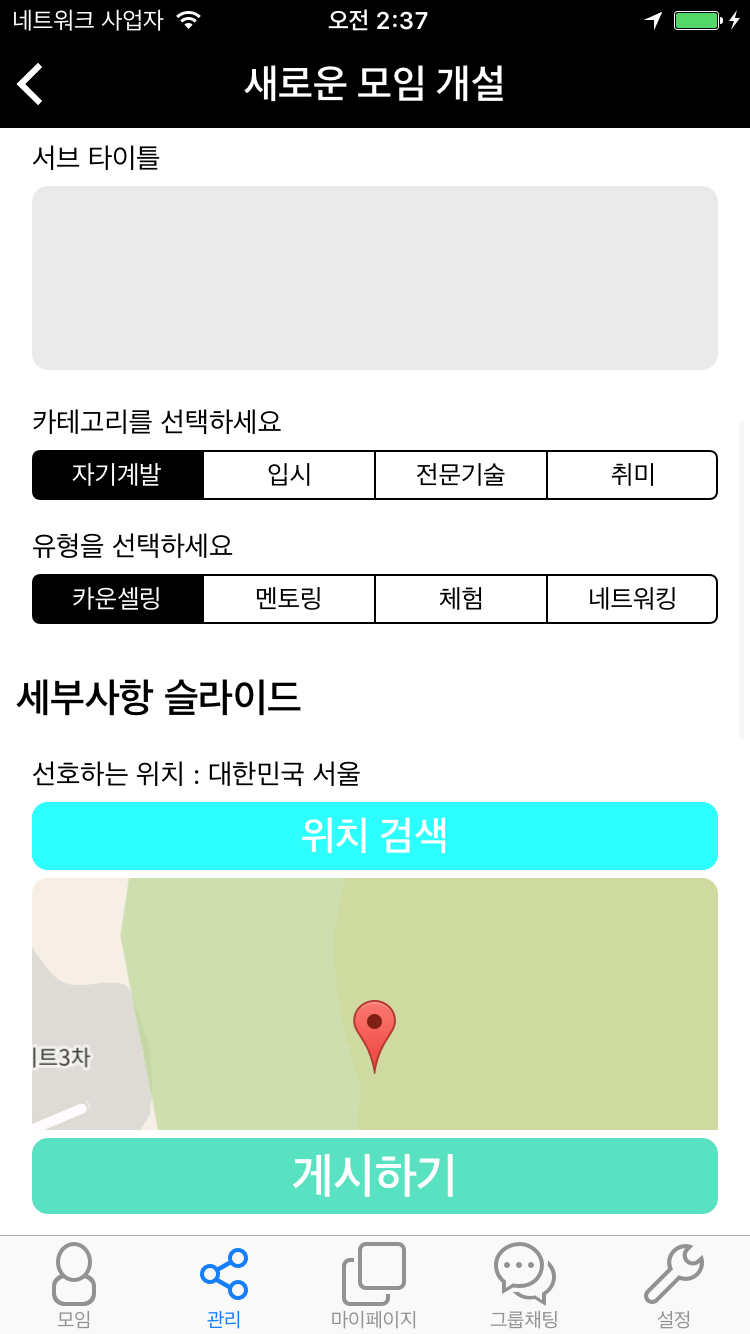 네트워크 사업자 오전 2:37
새로운 모임 개설
서브 타이틀
카테고리를 선택하세요
자기계발 입시 전문기술 취미
유형을 선택하세요
카운셀링 멘토링 체험 네트워킹
세부사항 슬라이드
선호하는 위치 : 대한민국 서울
위치 검색
트3차
게시하기
모임 관리 마이페이지 그룹채팅 설정